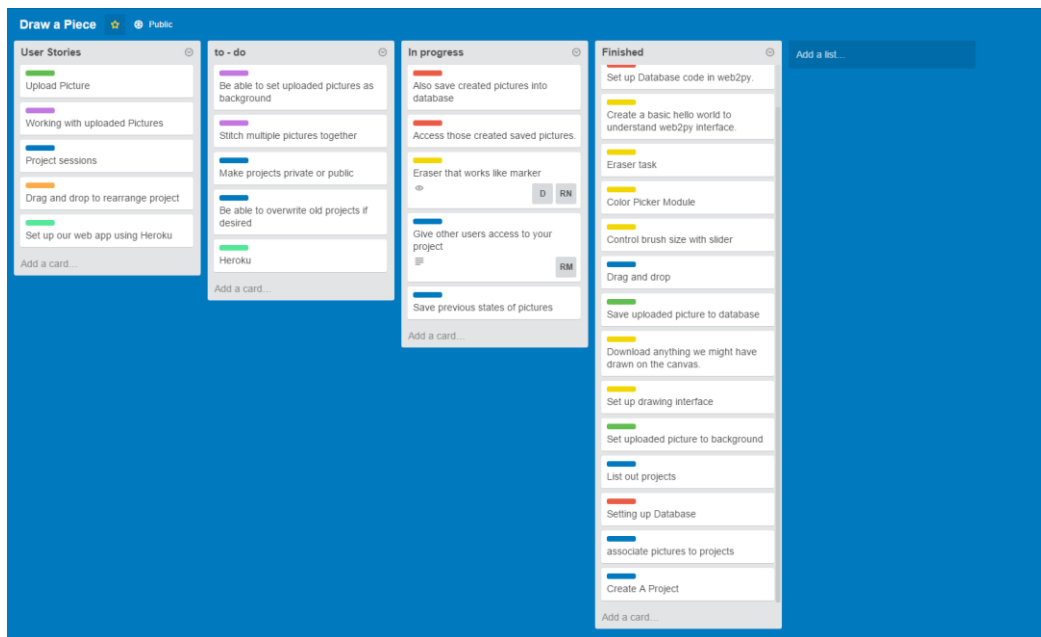 Draw a Piece Public
User Stories
Upload Picture
Working with uploaded Pictures
Project sessions
Drag and drop to rearrange project
Set up our web app using Heroku
Add a card...
to - do
Be able to set uploaded pictures as
background
Stitch multiple pictures together
Make projects private or public
Be able to overwrite old projects if
desired
Heroku
Add a card...
In progress
Also save created pictures into
database
Access those created saved pictures.
Eraser that works like marker
D RN
Give other users access to your
project
RM
Save previous states of pictures
Add a card...
Finished
Set up Database code in web2py.
Create a basic hello world to
understand web2py interface.
Eraser task
Color Picker Module
Control brush size with slider
Drag and drop
Save uploaded picture to database
Download anything we might have
drawn on the canvas.
Set up drawing interface
Set uploaded picture to background
List out projects
Setting up Database
associate pictures to projects
Create A Project
Add a card...
Add a list...